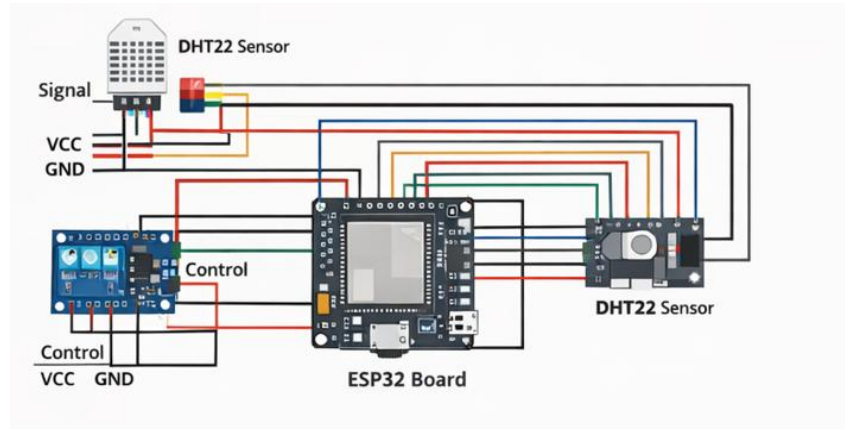 DHT22 Sensor
Signal
VCC
GND
Control
DHT22 Sensor
Control
VCC GND
ESP32 Board